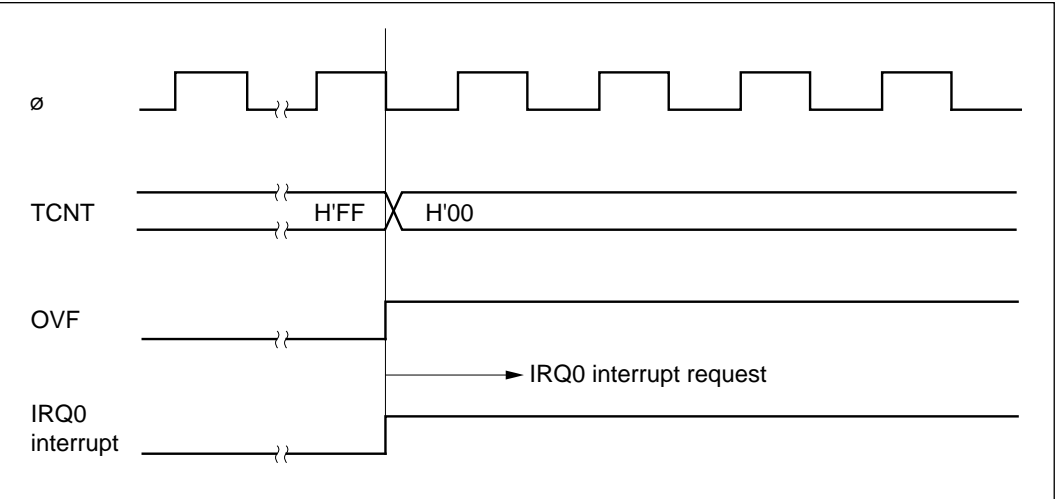 ø
TCNT
H'FF
H'00
OVF
IRQ0 interrupt request
IRQ0
interrupt